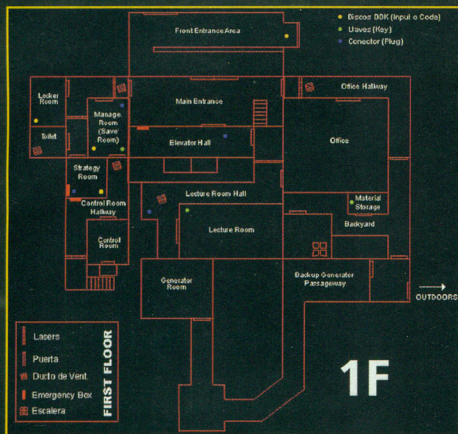 Front Entrance Area
Discos DDK (Input o Code)
Llaves (Key)
Conector (Plug)
Locker
Room
Manage.
Room
(Save
Room)
Main Entrance
Office Hallway
Toilet
Elevator Hall
Office
Strategy
Room
Lecture Room Hall
Material
Storage
Control Room
Hallway
Lecture Room
Backyard
Control
Room
Generator
Room
Backup Generator
Passageway
OUTDOORS
Lasers
Puerta
Ducto de Vent.
Emergency Box
Escalera
FIRST FLOOR
1F